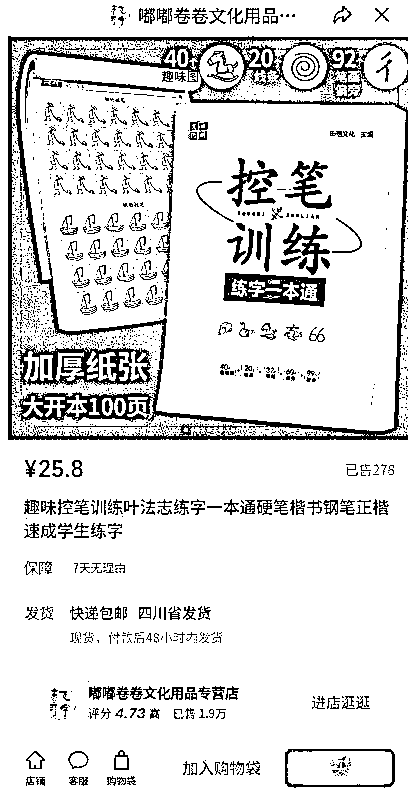 嘟嘟卷卷文化用品…
40+
趣味图
20
92
控笔
训练
练字一本通
66
加厚纸张
大开本100页
¥25.8
已售278
趣味控笔训练叶法志练字一本通硬笔楷书钢笔正楷
速成学生练字
保障 7天无理由
发货 快递包邮 四川省发货
现货，付款后48小时内发货
嘟嘟卷卷文化用品专营店
评分 4.73 高 已售 1.9万
进店逛逛
店铺 客服 购物袋
加入购物袋